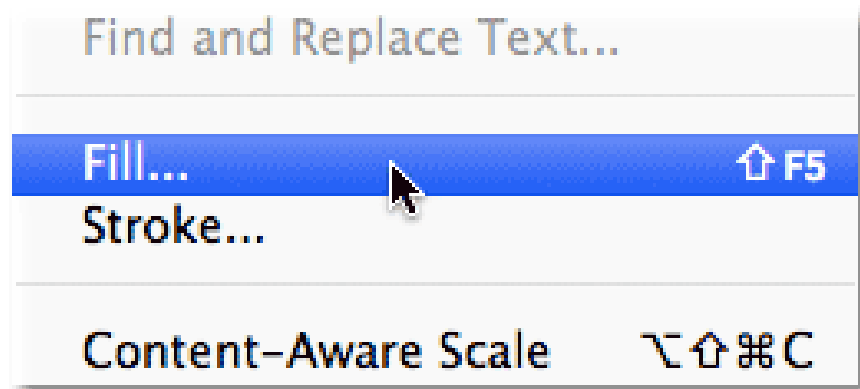 Find and Replace Text...
Fill... ⇧F5
Stroke...
Content-Aware Scale ⌥⇧⌘C